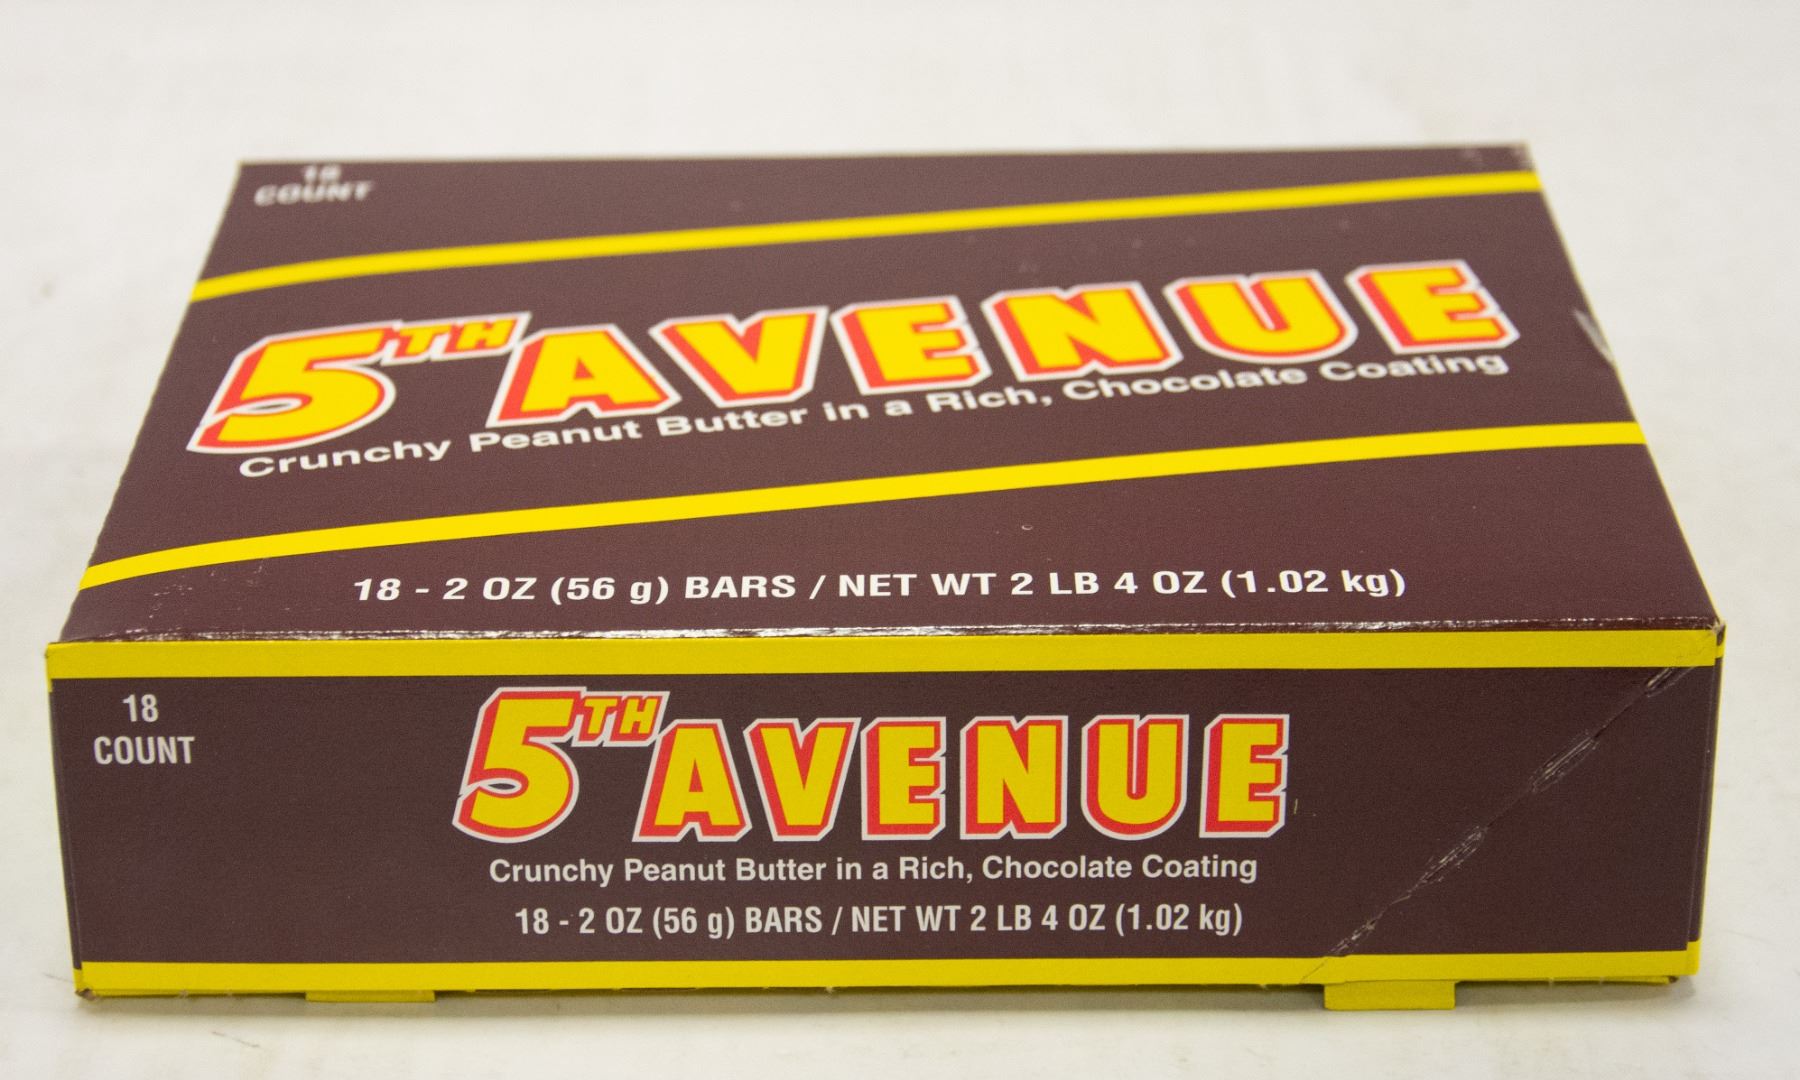 18
COUNT
5TH AVENUE
Crunchy Peanut Butter in a Rich, Chocolate Coating
18 - 2 OZ (56 g) BARS / NET WT 2 LB 4 OZ (1.02 kg)
18
COUNT
5TH AVENUE
Crunchy Peanut Butter in a Rich, Chocolate Coating
18 - 2 OZ (56 g) BARS / NET WT 2 LB 4 OZ (1.02 kg)